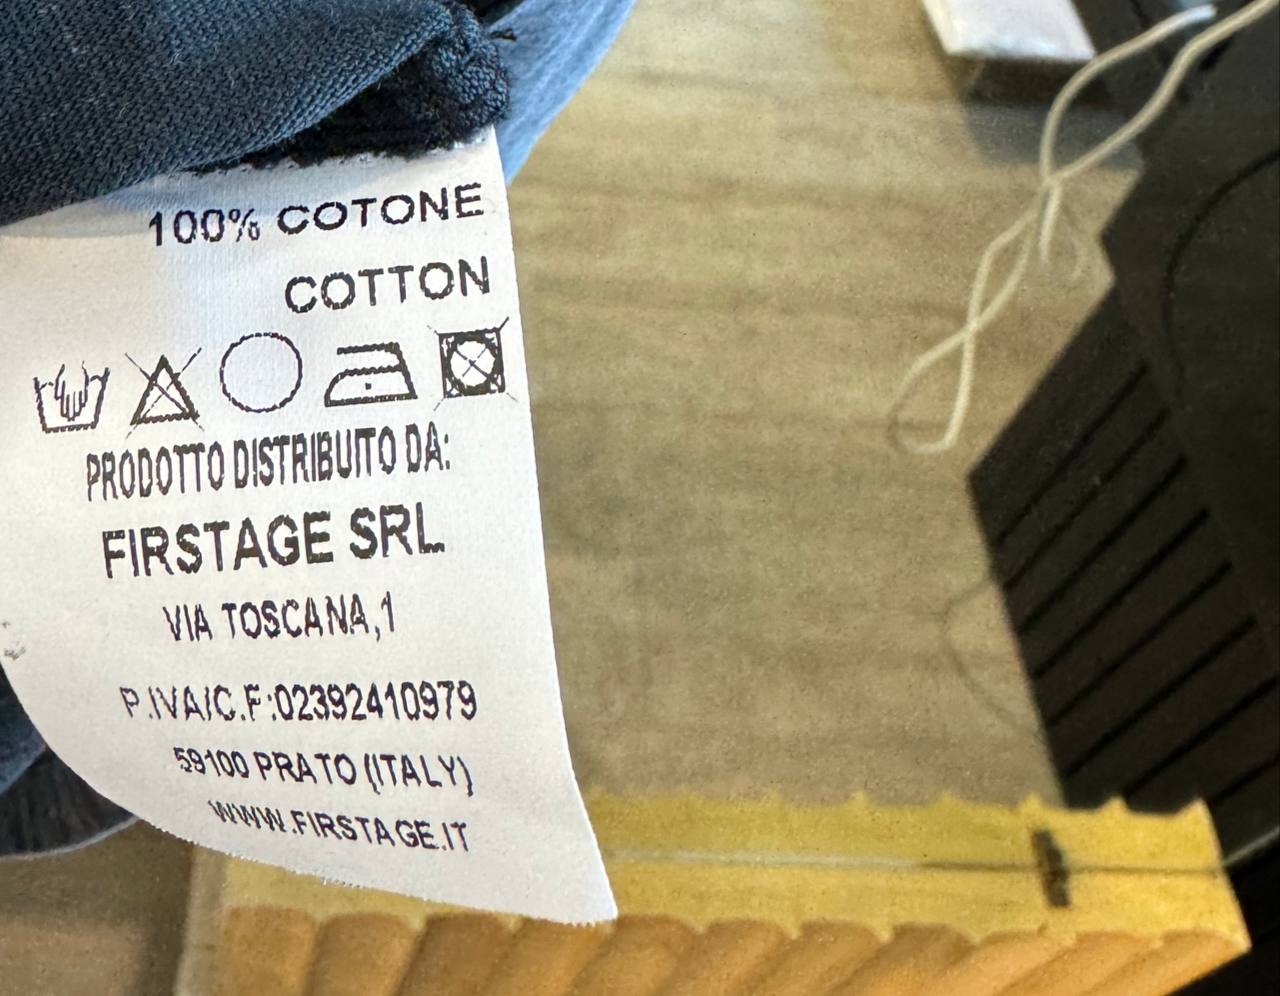 100% COTONE
COTTON
PRODOTTO DISTRIBUITO DA:
FIRSTAGE SRL
VIA TOSCANA,1
P.IVA/C.F:02392410979
59100 PRATO (ITALY)
WWW.FIRSTAGE.IT